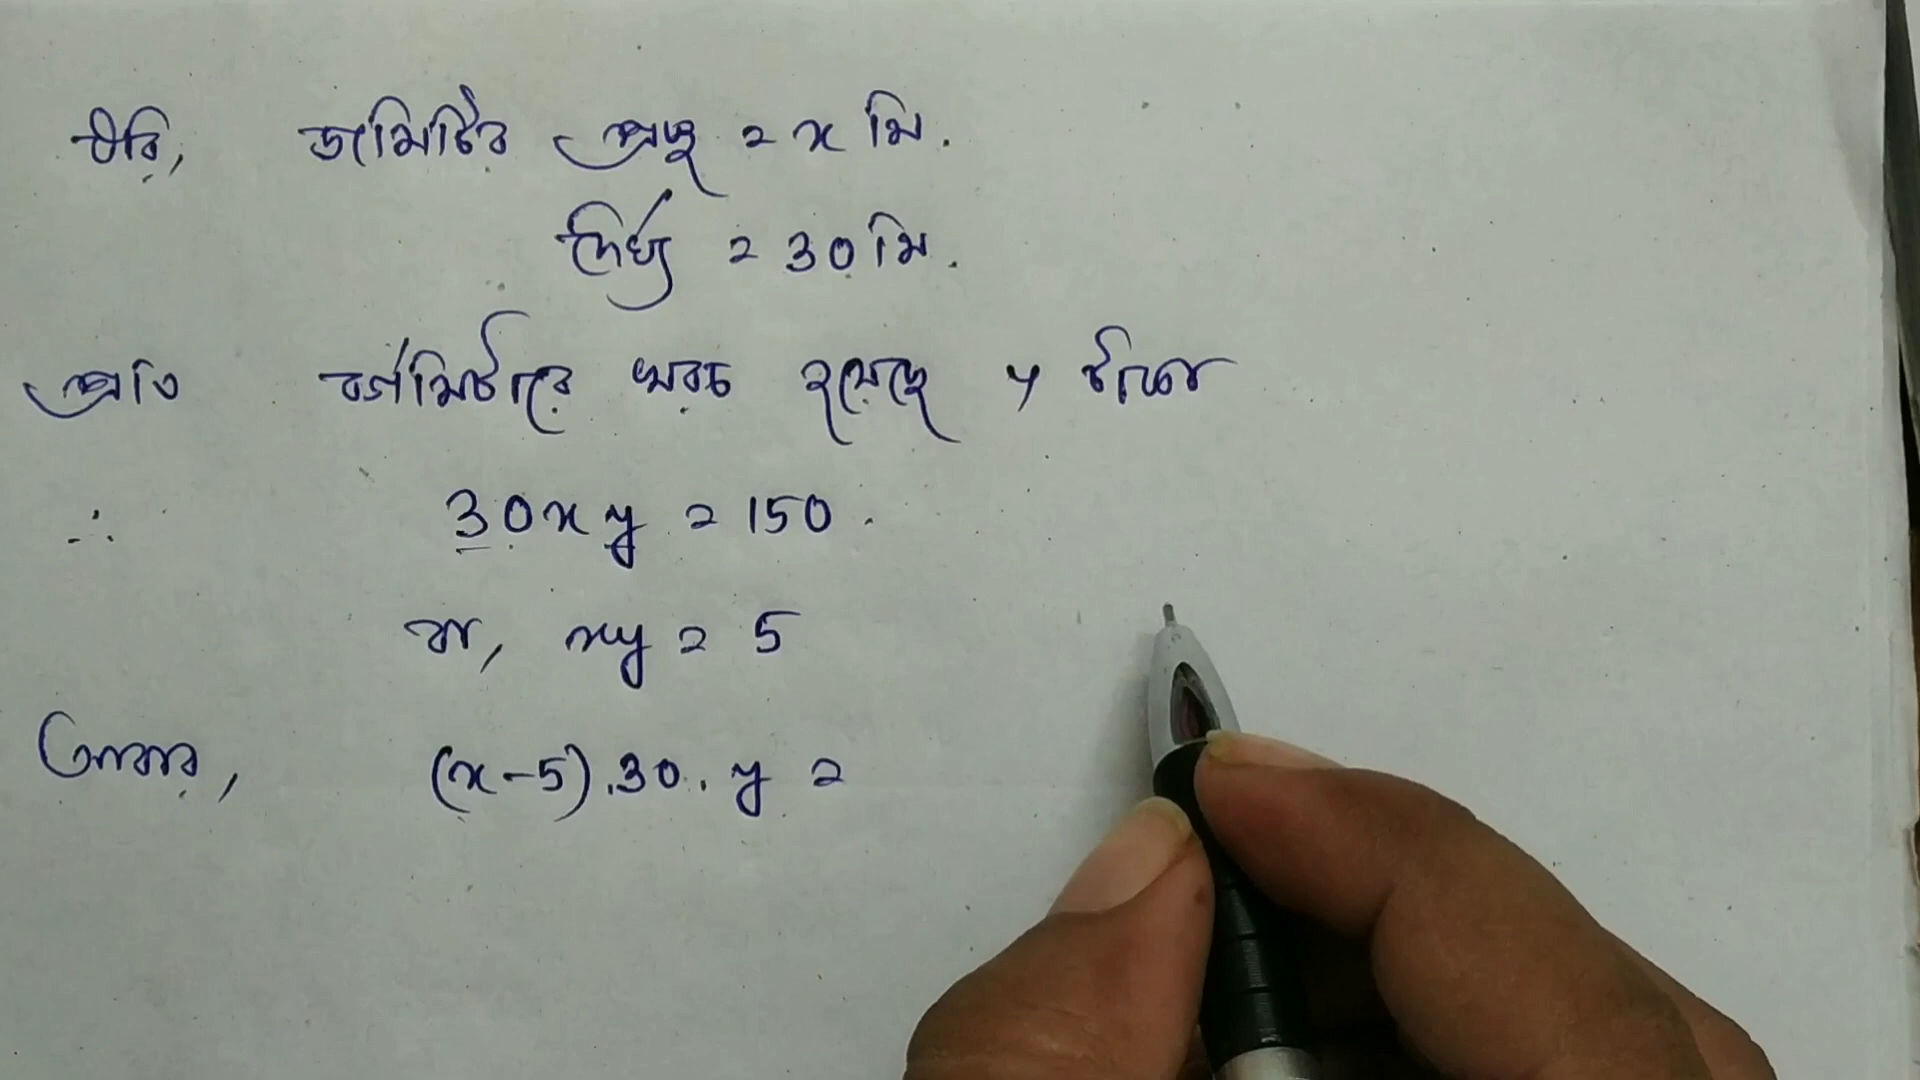 ধরি, জমিটির প্রস্থ = x মি.
দৈর্ঘ্য = 30 মি.
প্রতি বর্গমিটারে খরচ হয়েছে y টাকা
∴ 30xy = 150.
বা, xy = 5
আবার, (x-5).30.y =